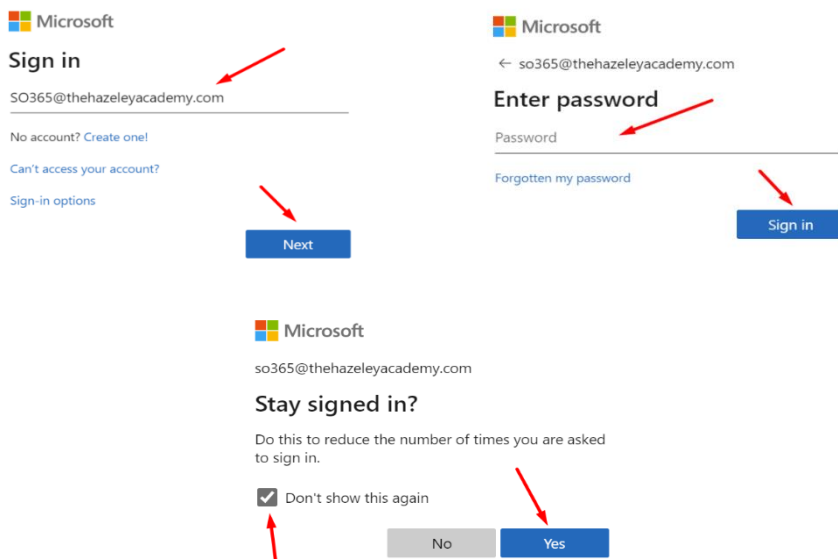 Microsoft
Sign in
SO365@thehazeleyacademy.com
No account? Create one!
Can't access your account?
Sign-in options
Next
Microsoft
← so365@thehazeleyacademy.com
Enter password
Password
Forgotten my password
Sign in
Microsoft
so365@thehazeleyacademy.com
Stay signed in?
Do this to reduce the number of times you are asked
to sign in.
Don't show this again
No
Yes